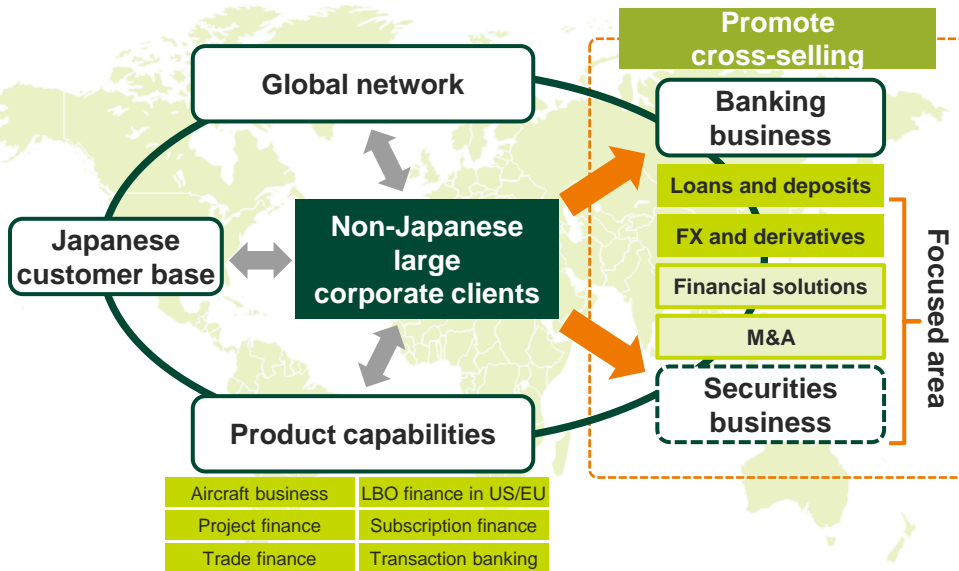 Promote
cross-selling
Global network
Banking
business
Loans and deposits
Non-Japanese
large
corporate clients
Japanese
customer base
FX and derivatives
Financial solutions
M&A
Focused area
Securities
business
Product capabilities
Aircraft business
LBO finance in US/EU
Project finance
Subscription finance
Trade finance
Transaction banking